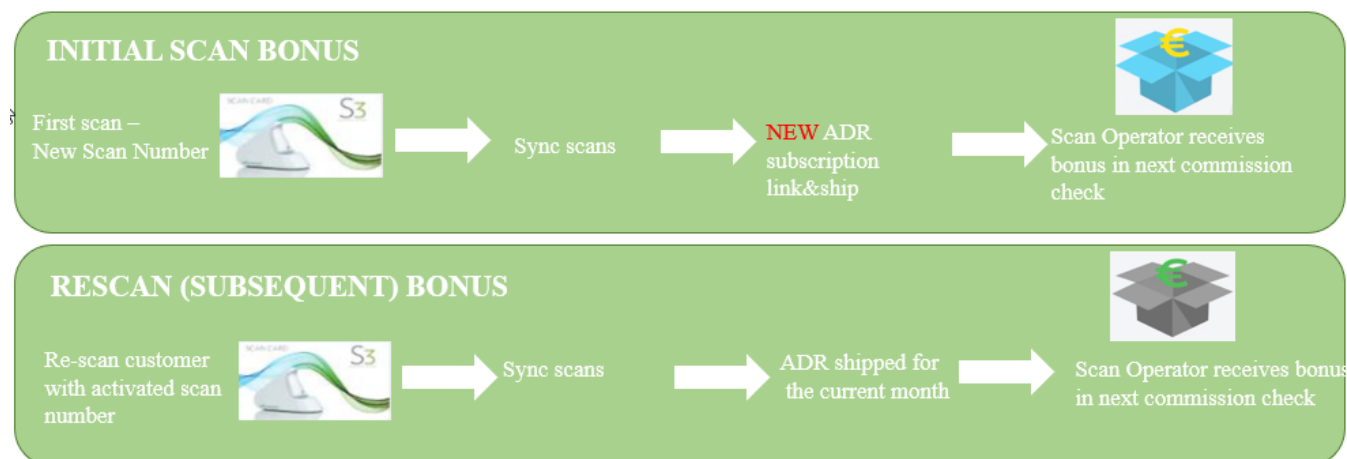 INITIAL SCAN BONUS
First scan –
New Scan Number
SCAN CARD
S3
Sync scans
NEW ADR
subscription
link&ship
€
Scan Operator receives
bonus in next commission
check
RESCAN (SUBSEQUENT) BONUS
Re-scan customer
with activated scan
number
SCAN CARD
S3
Sync scans
ADR shipped for
the current month
€
Scan Operator receives bonus
in next commission check